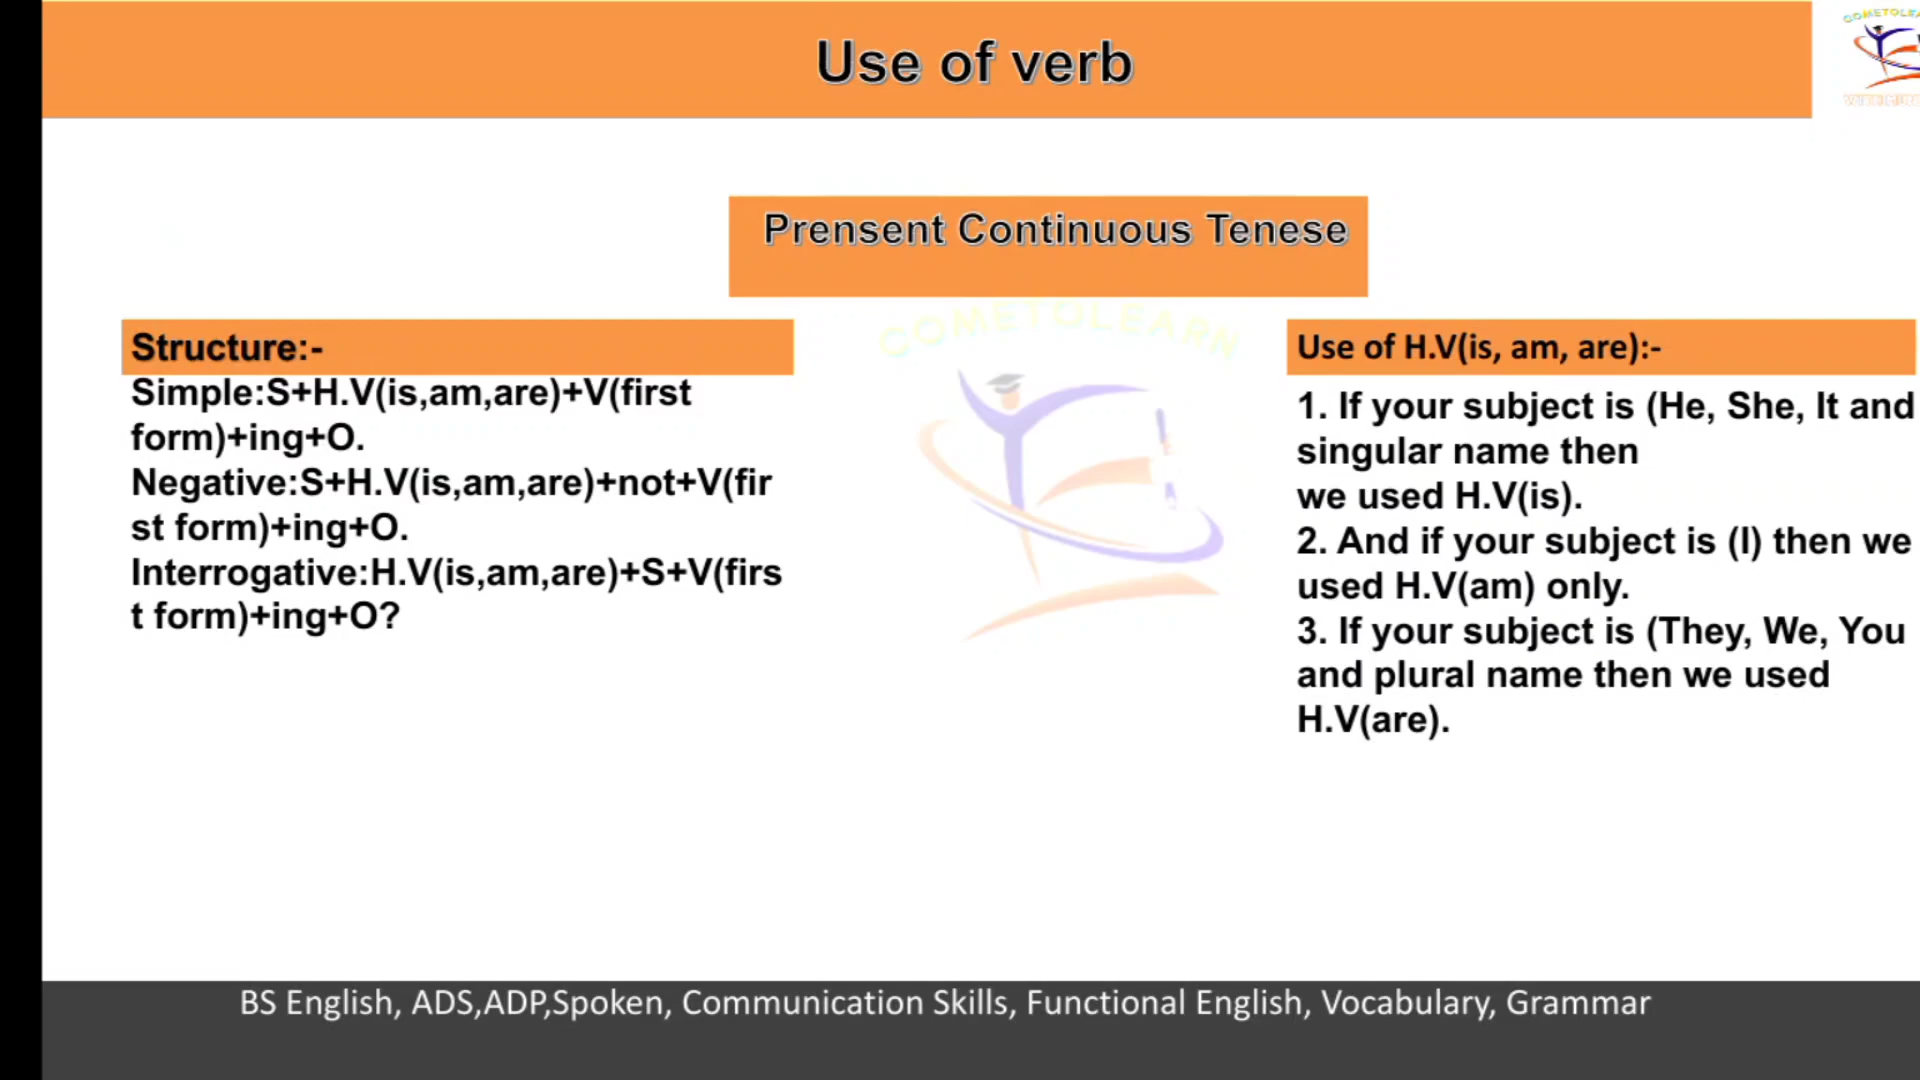 Use of verb
COMETOLEA
Prensent Continuous Tenese
COMETOLEARN
Structure:-
Simple:S+H.V(is,am,are)+V(first
form)+ing+O.
Negative:S+H.V(is,am,are)+not+V(fir
st form)+ing+O.
Interrogative:H.V(is,am,are)+S+V(firs
t form)+ing+O?
Use of H.V(is, am, are):-
1. If your subject is (He, She, It and
singular name then
we used H.V(is).
2. And if your subject is (I) then we
used H.V(am) only.
3. If your subject is (They, We, You
and plural name then we used
H.V(are).
BS English, ADS,ADP,Spoken, Communication Skills, Functional English, Vocabulary, Grammar